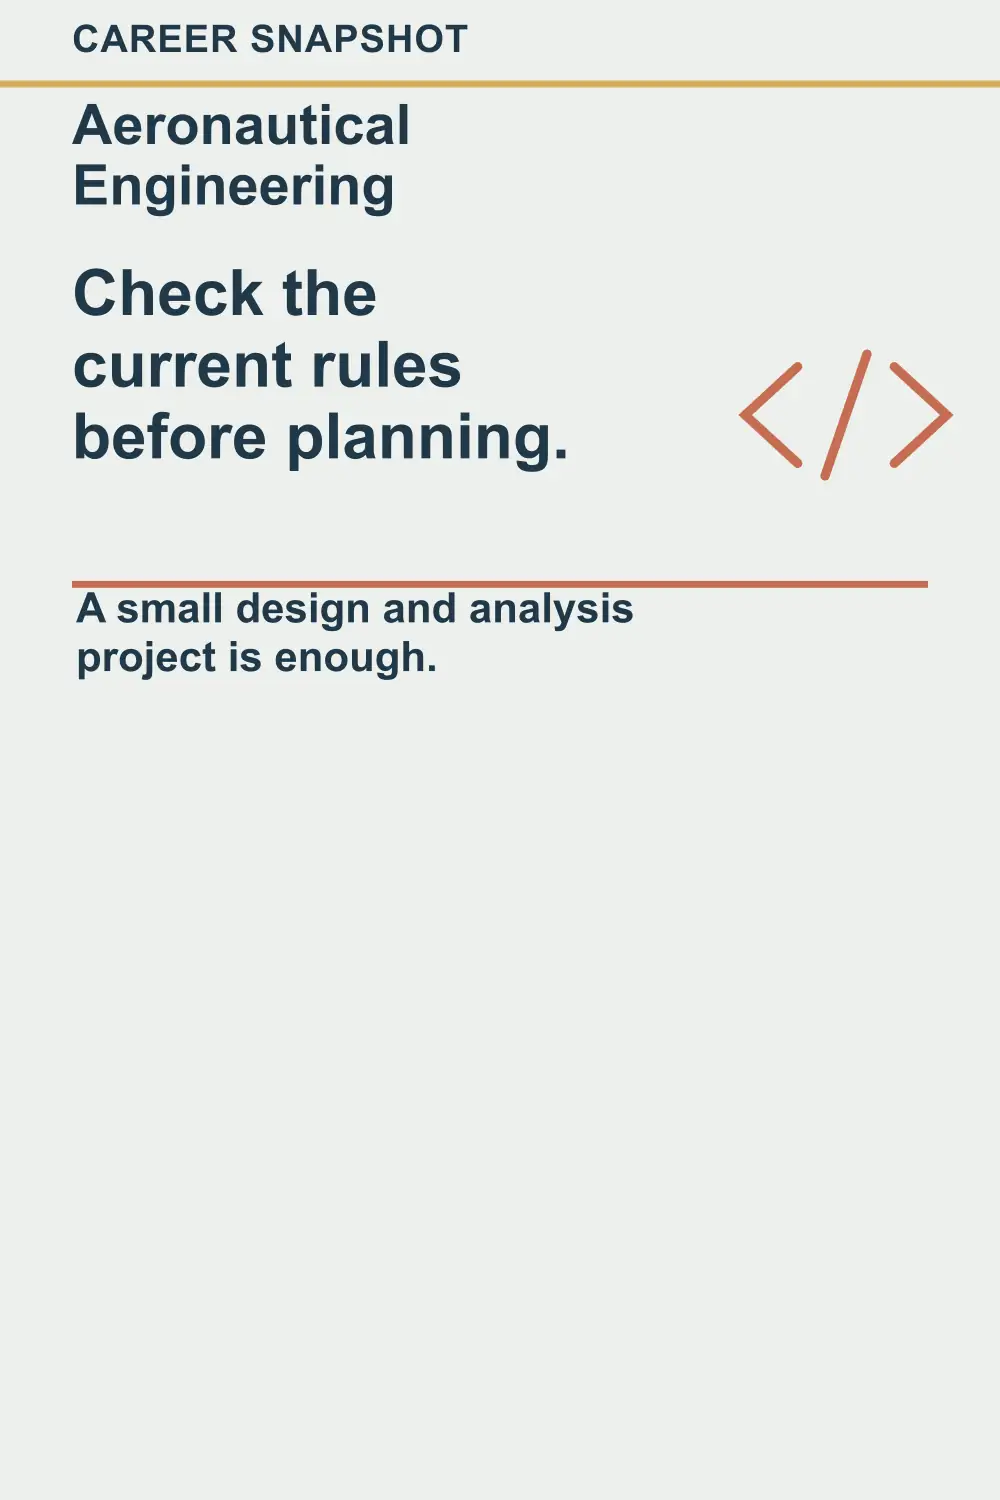 CAREER SNAPSHOT
Aeronautical
Engineering
Check the
current rules
before planning.
</>
A small design and analysis
project is enough.